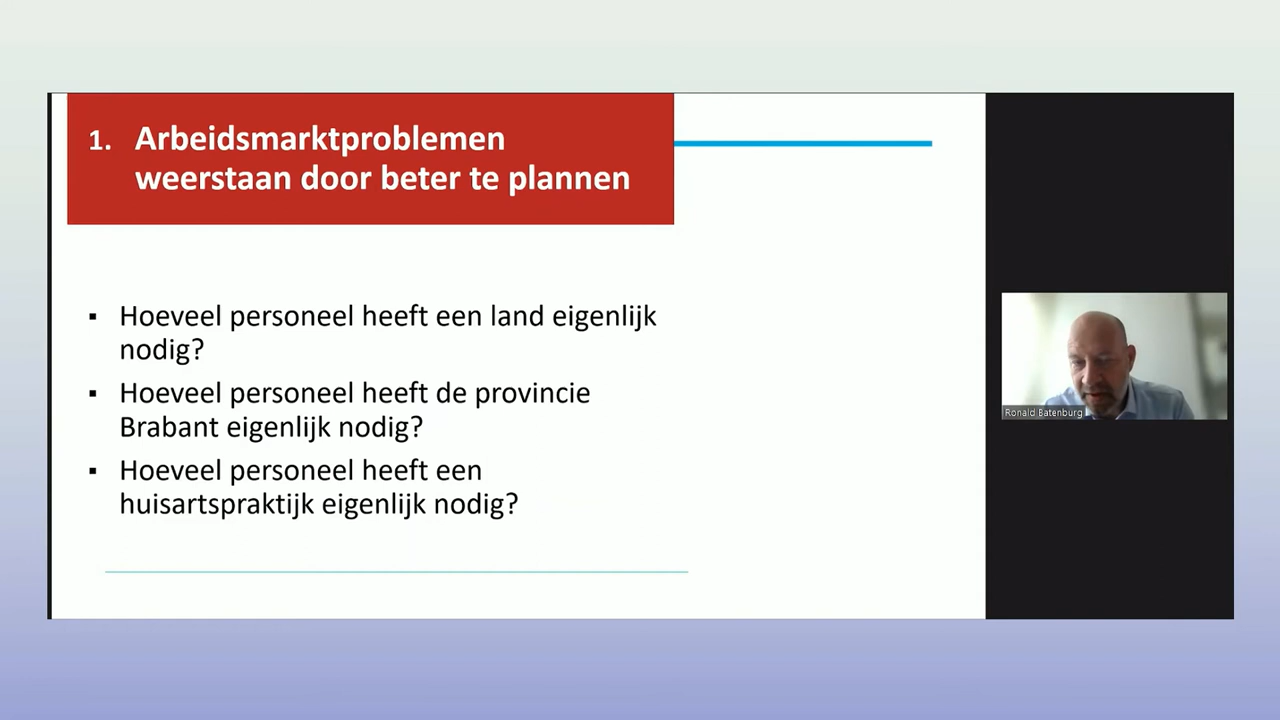 1. Arbeidsmarktproblemen
weerstaan door beter te plannen
▪ Hoeveel personeel heeft een land eigenlijk
nodig?
▪ Hoeveel personeel heeft de provincie
Brabant eigenlijk nodig?
▪ Hoeveel personeel heeft een
huisartspraktijk eigenlijk nodig?
Ronald Batenburg